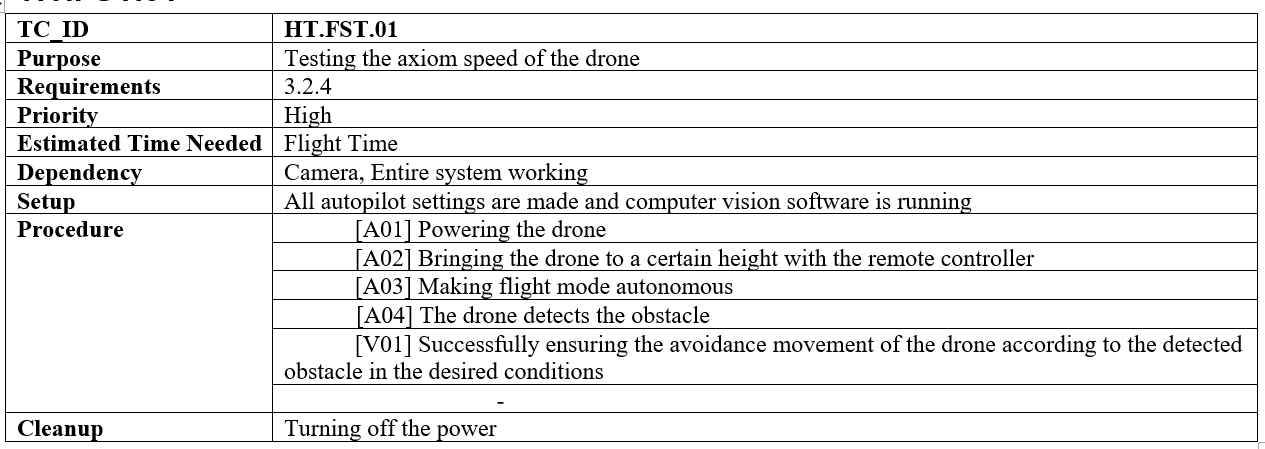 TC_ID HT.FST.01
Purpose Testing the axiom speed of the drone
Requirements 3.2.4
Priority High
Estimated Time Needed Flight Time
Dependency Camera, Entire system working
Setup All autopilot settings are made and computer vision software is running
Procedure [A01] Powering the drone
[A02] Bringing the drone to a certain height with the remote controller
[A03] Making flight mode autonomous
[A04] The drone detects the obstacle
[V01] Successfully ensuring the avoidance movement of the drone according to the detected
obstacle in the desired conditions
-
Cleanup Turning off the power